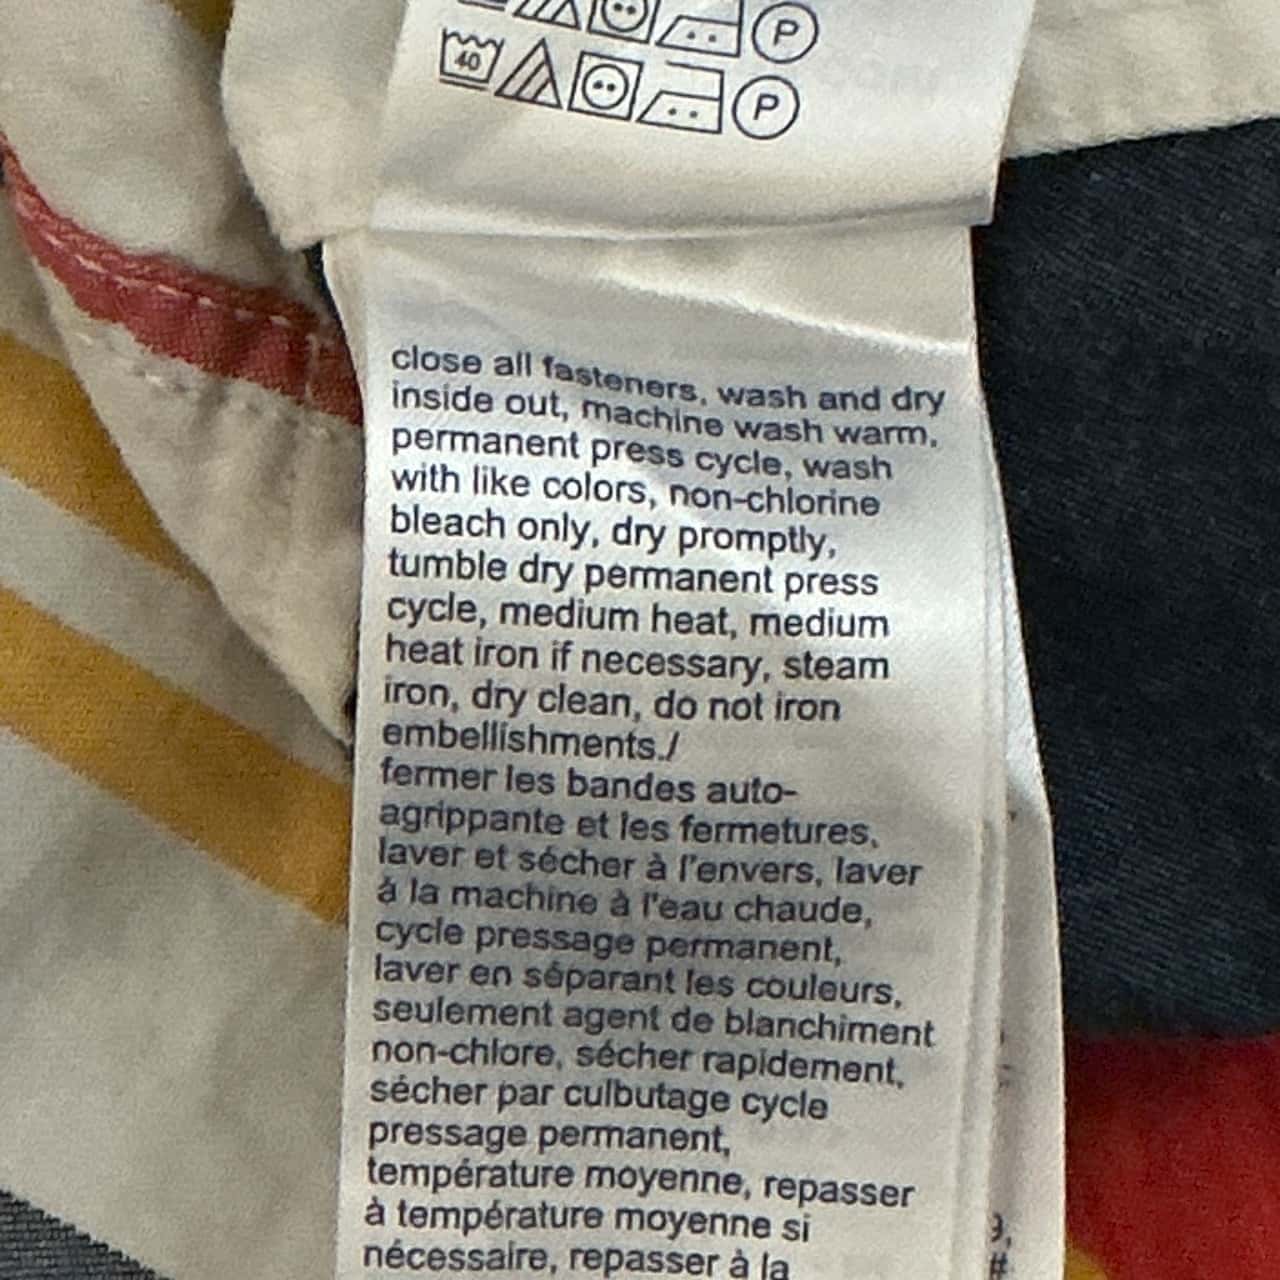 P
40 P
close all fasteners, wash and dry
inside out, machine wash warm,
permanent press cycle, wash
with like colors, non-chlorine
bleach only, dry promptly,
tumble dry permanent press
cycle, medium heat, medium
heat iron if necessary, steam
iron, dry clean, do not iron
embellishments./
fermer les bandes auto-
agrippante et les fermetures,
laver et sécher à l'envers, laver
à la machine à l'eau chaude,
cycle pressage permanent,
laver en séparant les couleurs,
seulement agent de blanchiment
non-chlore, sécher rapidement,
sécher par culbutage cycle
pressage permanent,
température moyenne, repasser
à température moyenne si
nécessaire, repasser à la
9,
#